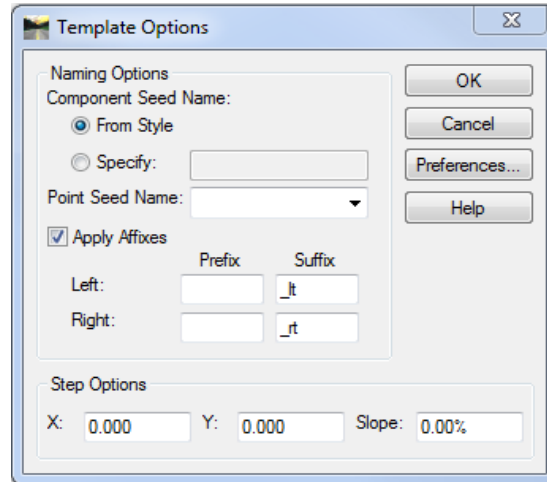 Template Options
Naming Options
Component Seed Name:
From Style
Specify:
Point Seed Name:
Apply Affixes
Prefix Suffix
Left: _lt
Right: _rt
OK
Cancel
Preferences...
Help
Step Options
X: 0.000 Y: 0.000 Slope: 0.00%